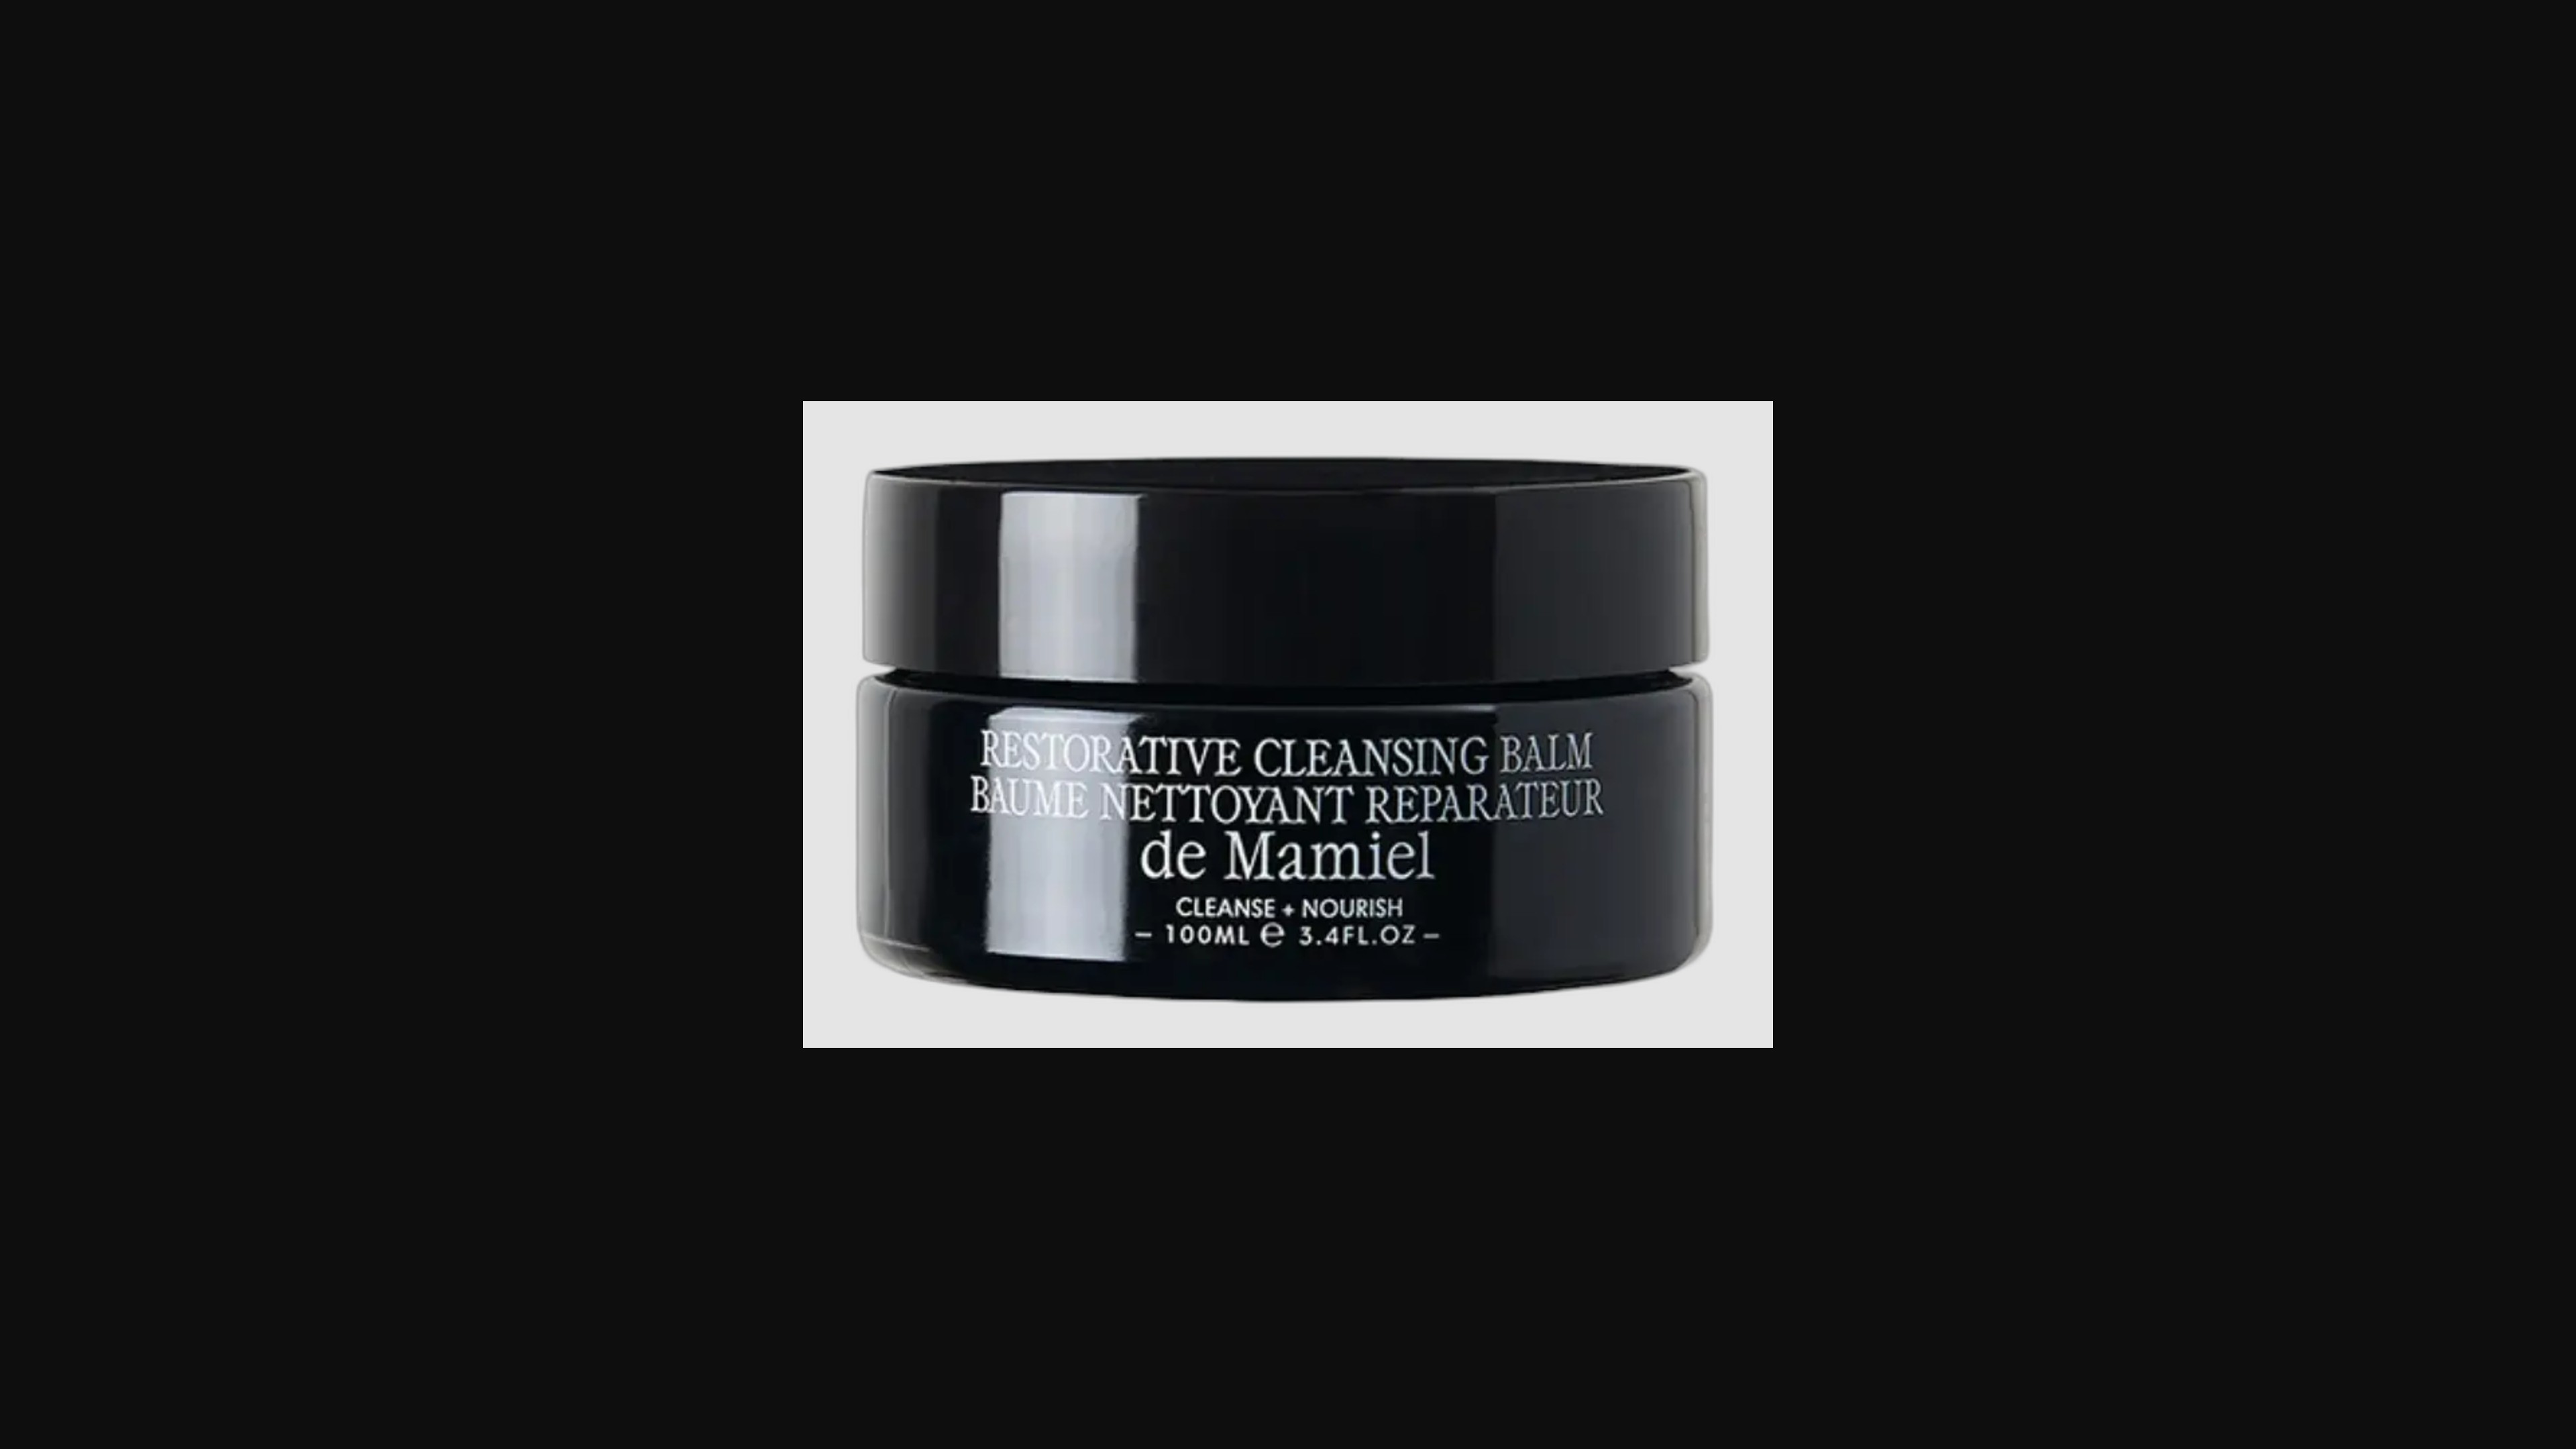 RESTORATIVE CLEANSING BALM
BAUME NETTOYANT REPARATEUR
de Mamiel
CLEANSE + NOURISH
– 100ML ℮ 3.4FL.OZ –